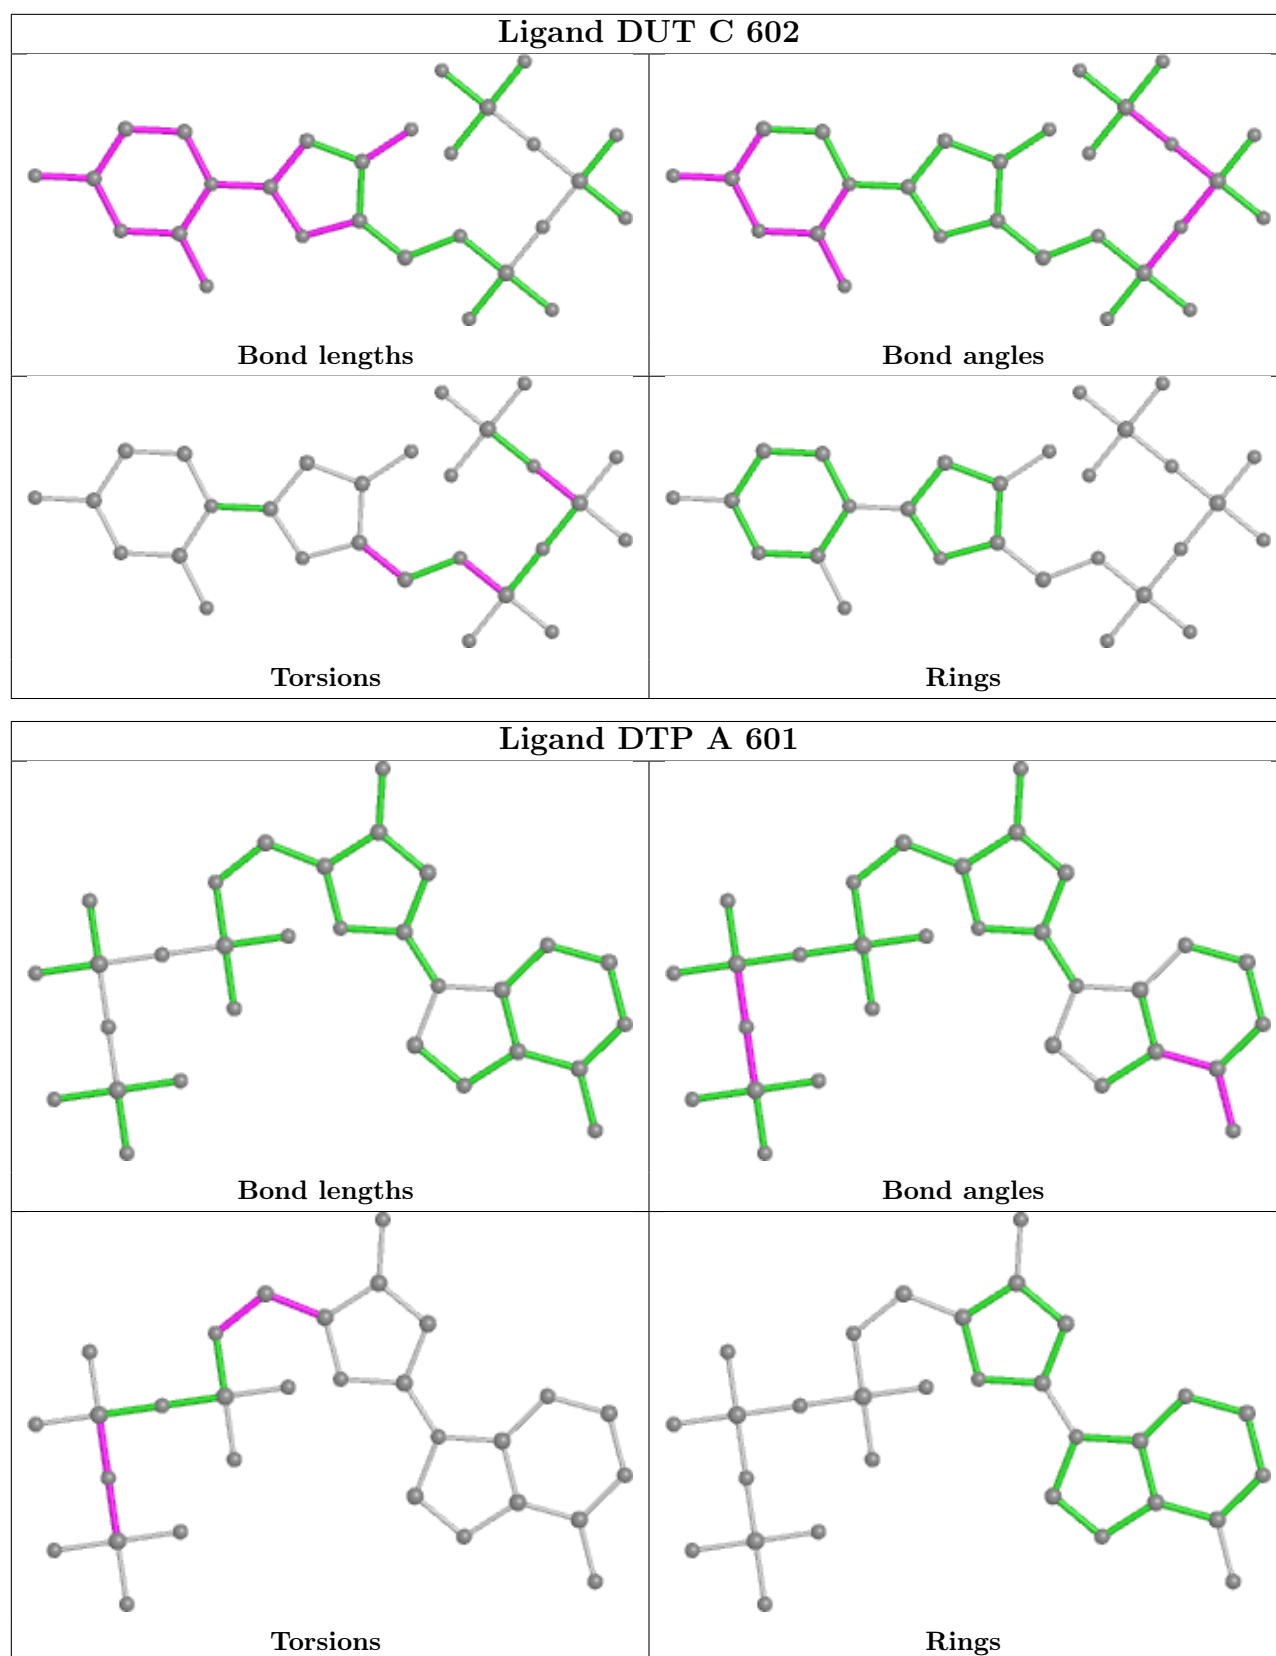 Ligand DUT C 602
Bond lengths
Bond angles
Torsions
Rings
Ligand DTP A 601
Bond lengths
Bond angles
Torsions
Rings